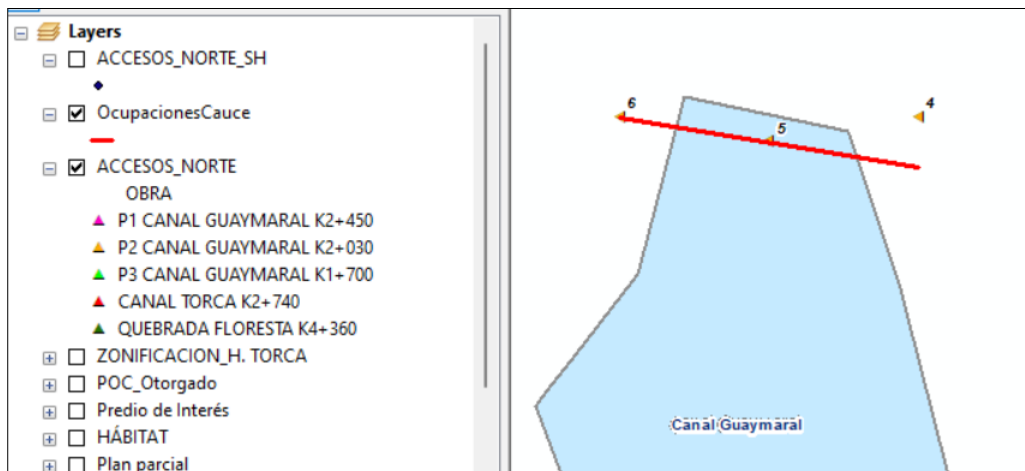 Layers
ACCESOS_NORTE_SH
OcupacionesCauce
ACCESOS_NORTE
OBRA
P1 CANAL GUAYMARAL K2+450
P2 CANAL GUAYMARAL K2+030
P3 CANAL GUAYMARAL K1+700
CANAL TORCA K2+740
QUEBRADA FLORESTA K4+360
ZONIFICACION_H. TORCA
POC_Otorgado
Predio de Interés
HÁBITAT
Plan parcial
6
4
5
Canal Guaymaral